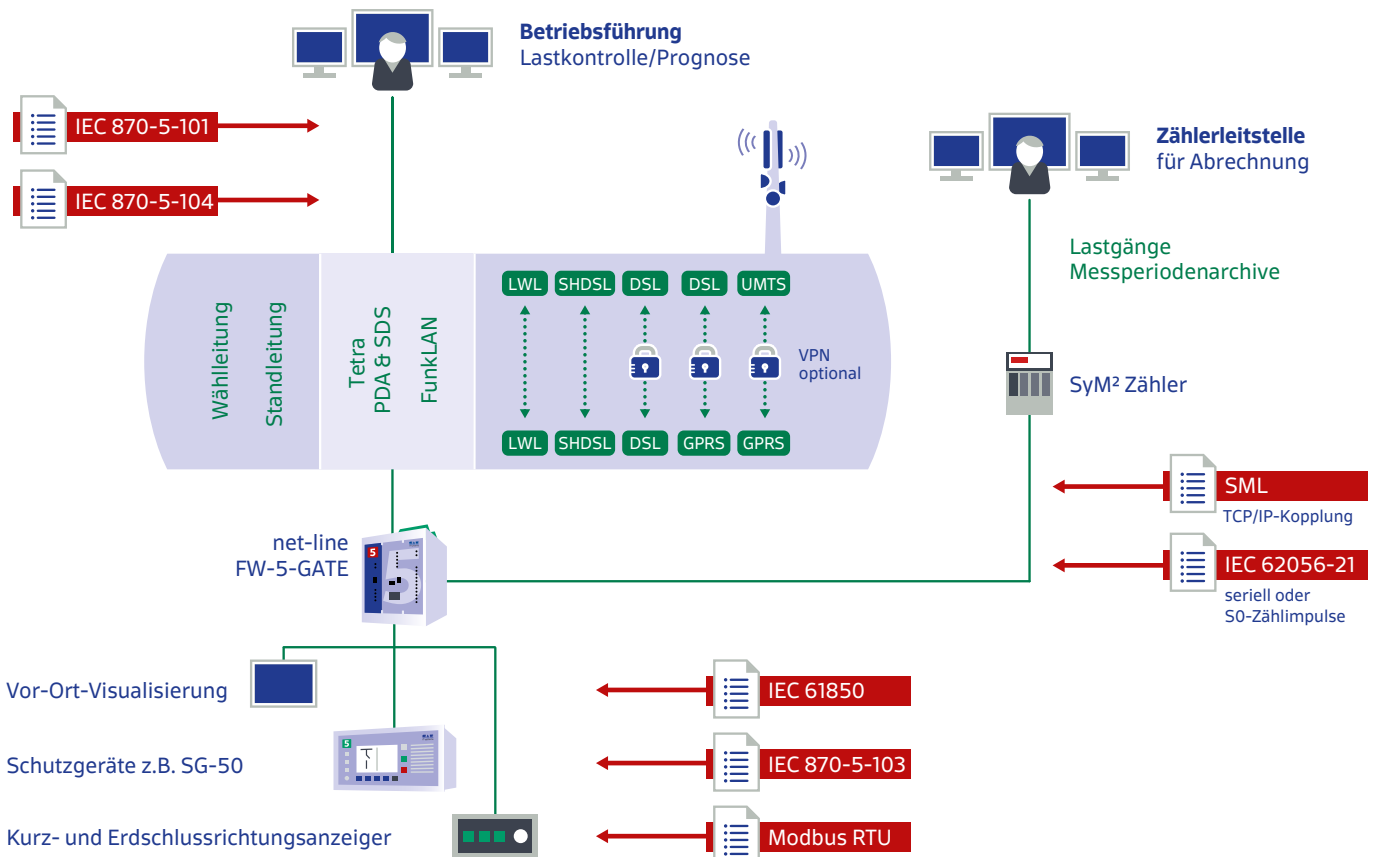 Betriebsführung
Lastkontrolle/Prognose
IEC 870-5-101
IEC 870-5-104
Zählerleitstelle
für Abrechnung
Lastgänge
Messperiodenarchive
Wählleitung
Standleitung
Tetra
PDA & SDS
FunkLAN
LWL SHDSL DSL DSL UMTS
VPN
optional
LWL SHDSL DSL GPRS GPRS
SyM² Zähler
SML
TCP/IP-Kopplung
IEC 62056-21
seriell oder
S0-Zählimpulse
net-line
FW-5-GATE
5
5
Vor-Ort-Visualisierung
IEC 61850
5
Schutzgeräte z.B. SG-50
IEC 870-5-103
Kurz- und Erdschlussrichtungsanzeiger
Modbus RTU